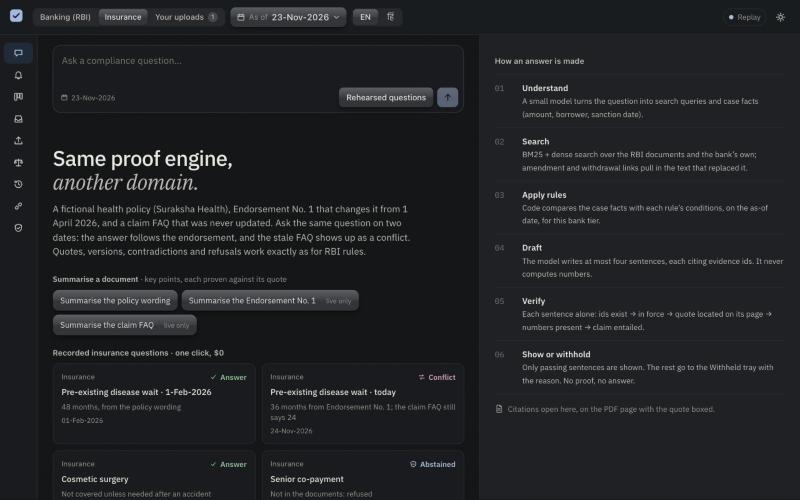 Banking (RBI) Insurance Your uploads 1 As of 23-Nov-2026 EN हि Replay
Ask a compliance question...
23-Nov-2026 Rehearsed questions
Same proof engine,
another domain.
A fictional health policy (Suraksha Health), Endorsement No. 1 that changes it from 1
April 2026, and a claim FAQ that was never updated. Ask the same question on two
dates: the answer follows the endorsement, and the stale FAQ shows up as a conflict.
Quotes, versions, contradictions and refusals work exactly as for RBI rules.
Summarise a document · key points, each proven against its quote
Summarise the policy wording Summarise the Endorsement No. 1 live only
Summarise the claim FAQ live only
Recorded insurance questions · one click, $0
Insurance Answer
Pre-existing disease wait · 1-Feb-2026
48 months, from the policy wording
01-Feb-2026
Insurance Conflict
Pre-existing disease wait · today
36 months from Endorsement No. 1; the claim FAQ still
says 24
24-Nov-2026
Insurance Answer
Cosmetic surgery
Not covered unless needed after an accident
Insurance Abstained
Senior co-payment
Not in the documents: refused
How an answer is made
01 Understand
A small model turns the question into search queries and case facts
(amount, borrower, sanction date).
02 Search
BM25 + dense search over the RBI documents and the bank's own;
amendment and withdrawal links pull in the text that replaced it.
03 Apply rules
Code compares the case facts with each rule's conditions, on the as-of
date, for this bank tier.
04 Draft
The model writes at most four sentences, each citing evidence ids. It never
computes numbers.
05 Verify
Each sentence alone: ids exist → in force → quote located on its page →
numbers present → claim entailed.
06 Show or withhold
Only passing sentences are shown. The rest go to the Withheld tray with
the reason. No proof, no answer.
Citations open here, on the PDF page with the quote boxed.